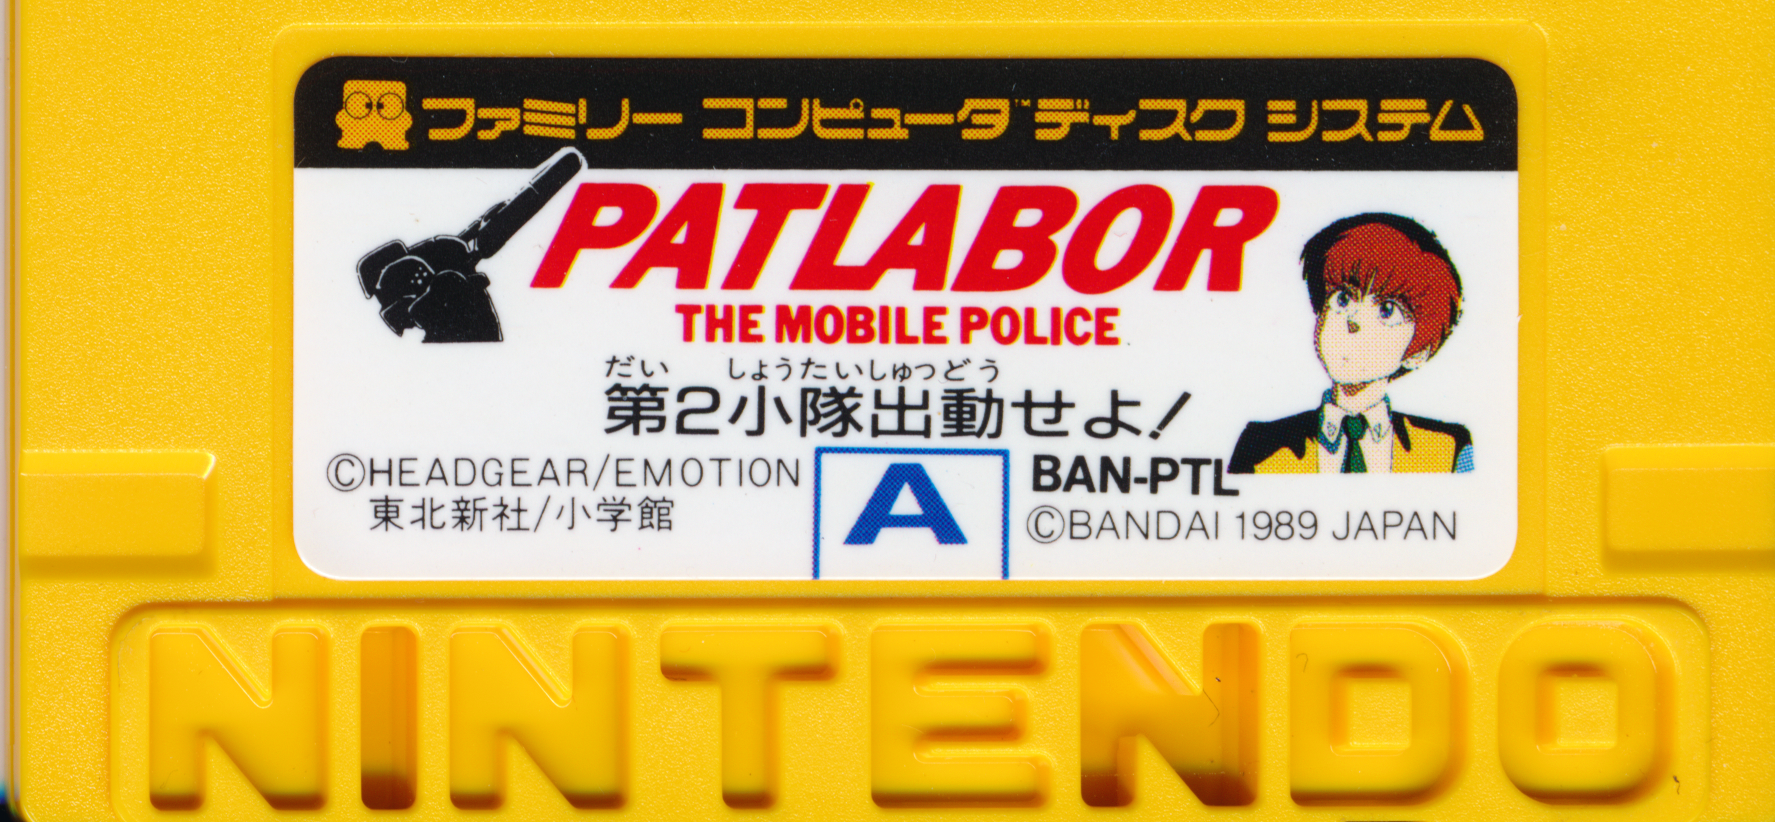 ファミリー コンピュータ™ ディスク システム
PATLABOR
THE MOBILE POLICE
だい しょうたいしゅつどう
第2小隊出動せよ!
©HEADGEAR/EMOTION
東北新社/小学館
A
BAN-PTL
©BANDAI 1989 JAPAN
NINTENDO